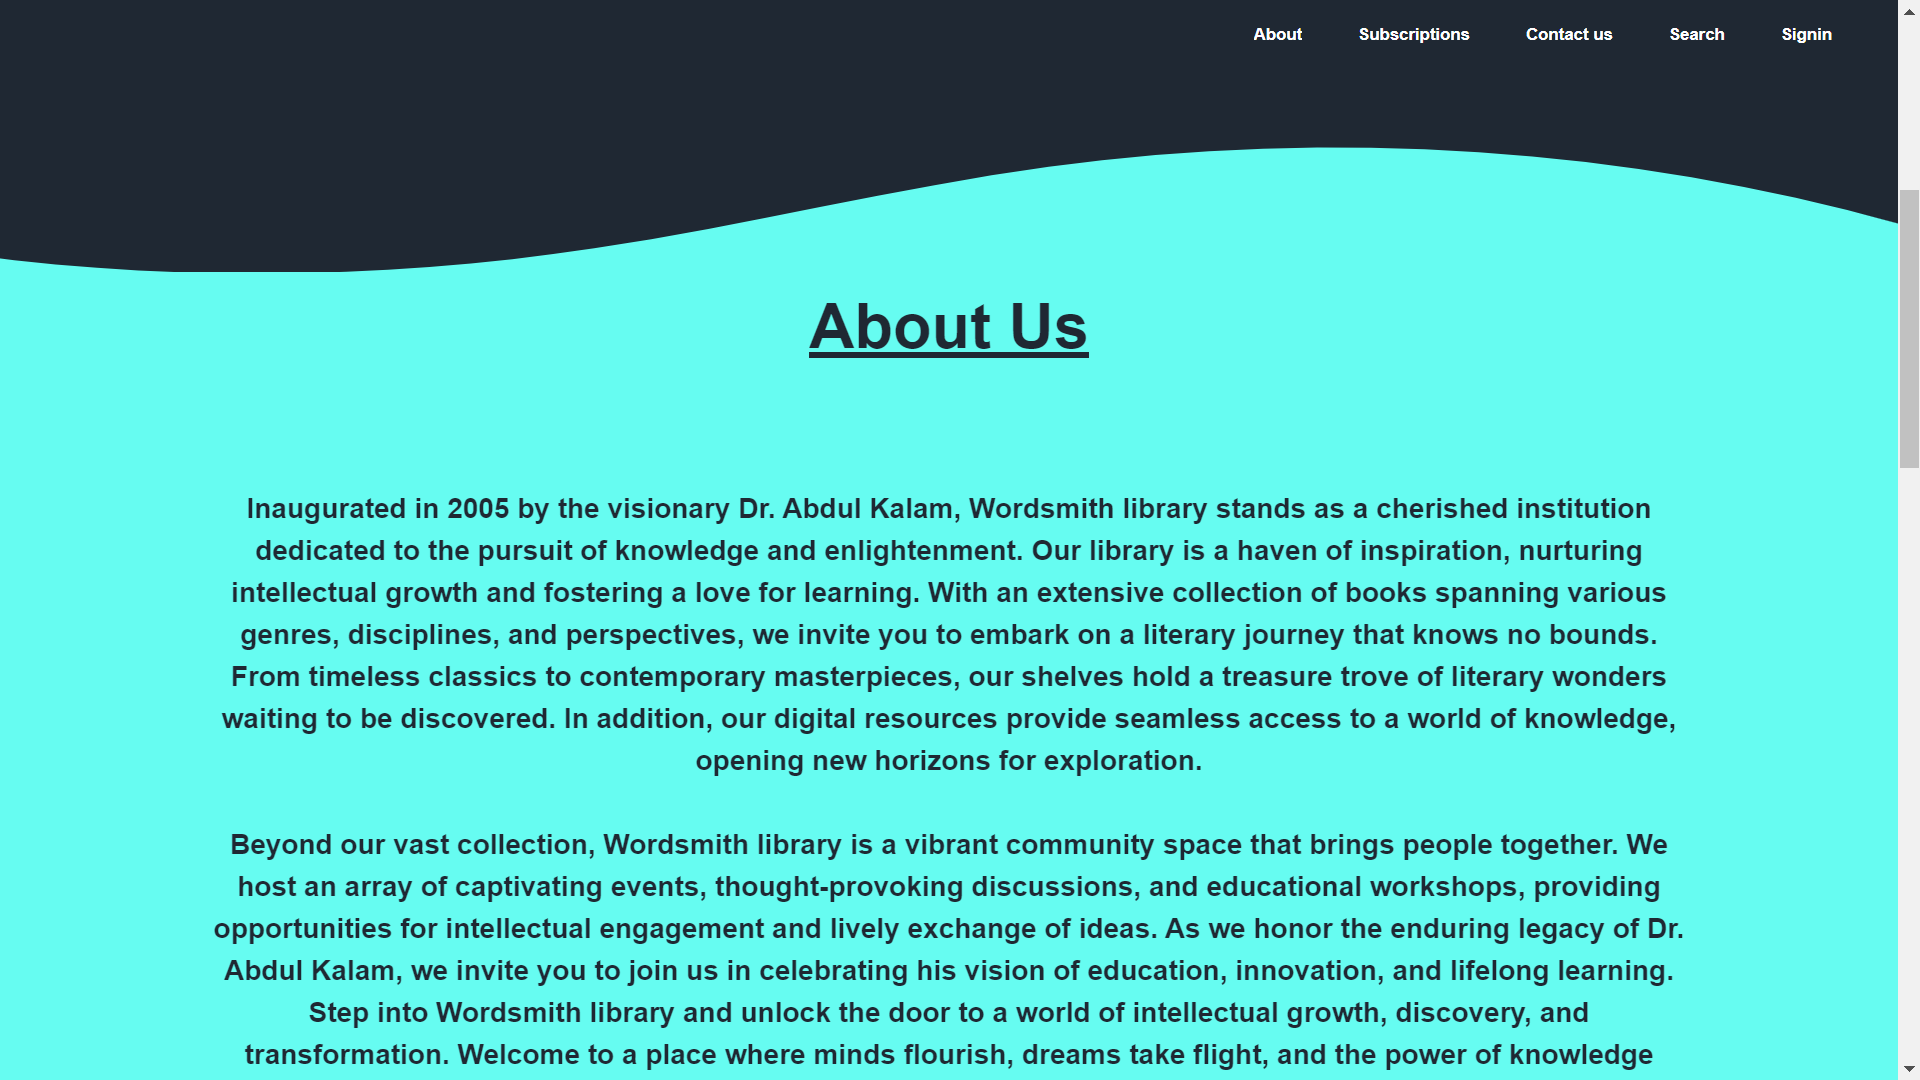 About Subscriptions Contact us Search Signin
About Us
Inaugurated in 2005 by the visionary Dr. Abdul Kalam, Wordsmith library stands as a cherished institution
dedicated to the pursuit of knowledge and enlightenment. Our library is a haven of inspiration, nurturing
intellectual growth and fostering a love for learning. With an extensive collection of books spanning various
genres, disciplines, and perspectives, we invite you to embark on a literary journey that knows no bounds.
From timeless classics to contemporary masterpieces, our shelves hold a treasure trove of literary wonders
waiting to be discovered. In addition, our digital resources provide seamless access to a world of knowledge,
opening new horizons for exploration.
Beyond our vast collection, Wordsmith library is a vibrant community space that brings people together. We
host an array of captivating events, thought-provoking discussions, and educational workshops, providing
opportunities for intellectual engagement and lively exchange of ideas. As we honor the enduring legacy of Dr.
Abdul Kalam, we invite you to join us in celebrating his vision of education, innovation, and lifelong learning.
Step into Wordsmith library and unlock the door to a world of intellectual growth, discovery, and
transformation. Welcome to a place where minds flourish, dreams take flight, and the power of knowledge